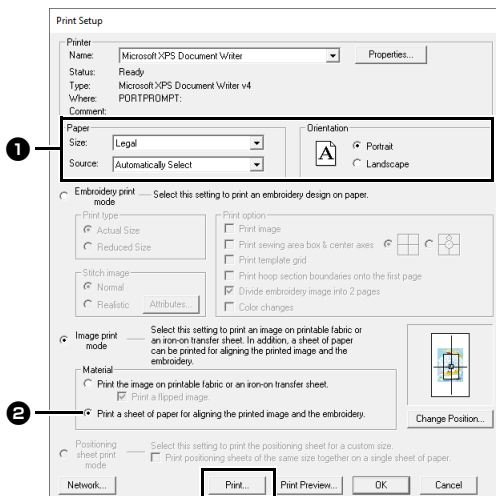 Print Setup
Printer
Name: Microsoft XPS Document Writer Properties...
Status: Ready
Type: Microsoft XPS Document Writer v4
Where: PORTPROMPT:
Comment:
1
Paper
Size: Legal
Source: Automatically Select
Orientation
A
Portrait
Landscape
Embroidery print mode
Select this setting to print an embroidery design on paper.
Print type
Actual Size
Reduced Size
Stitch image
Normal
Realistic Attributes...
Print option
Print image
Print sewing area box & center axes
Print template grid
Print hoop section boundaries onto the first page
Divide embroidery image into 2 pages
Color changes
Image print mode
Select this setting to print an image on printable fabric or
an iron-on transfer sheet. In addition, a sheet of paper
can be printed for aligning the printed image and the
embroidery.
Material
Print the image on printable fabric or an iron-on transfer sheet.
Print a flipped image.
2
Print a sheet of paper for aligning the printed image and the embroidery.
Change Position...
Positioning sheet print mode
Select this setting to print the positioning sheet for a custom size.
Print positioning sheets of the same size together on a single sheet of paper.
Network... Print... Print Preview... OK Cancel